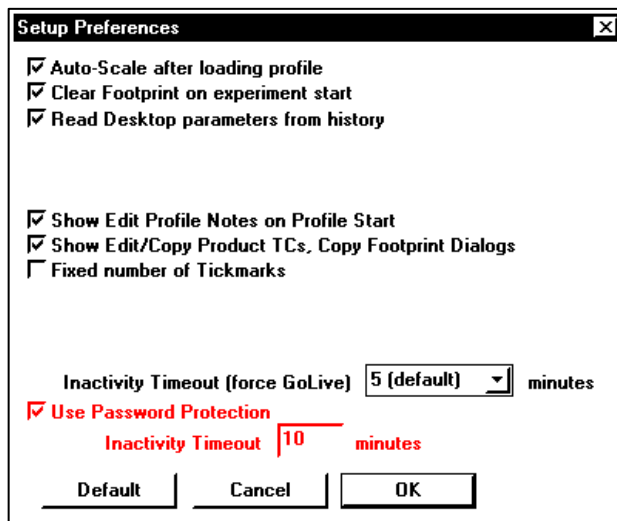 Setup Preferences
Auto-Scale after loading profile
Clear Footprint on experiment start
Read Desktop parameters from history
Show Edit Profile Notes on Profile Start
Show Edit/Copy Product TCs, Copy Footprint Dialogs
Fixed number of Tickmarks
Inactivity Timeout (force GoLive) 5 (default) minutes
Use Password Protection
Inactivity Timeout 10 minutes
Default Cancel OK